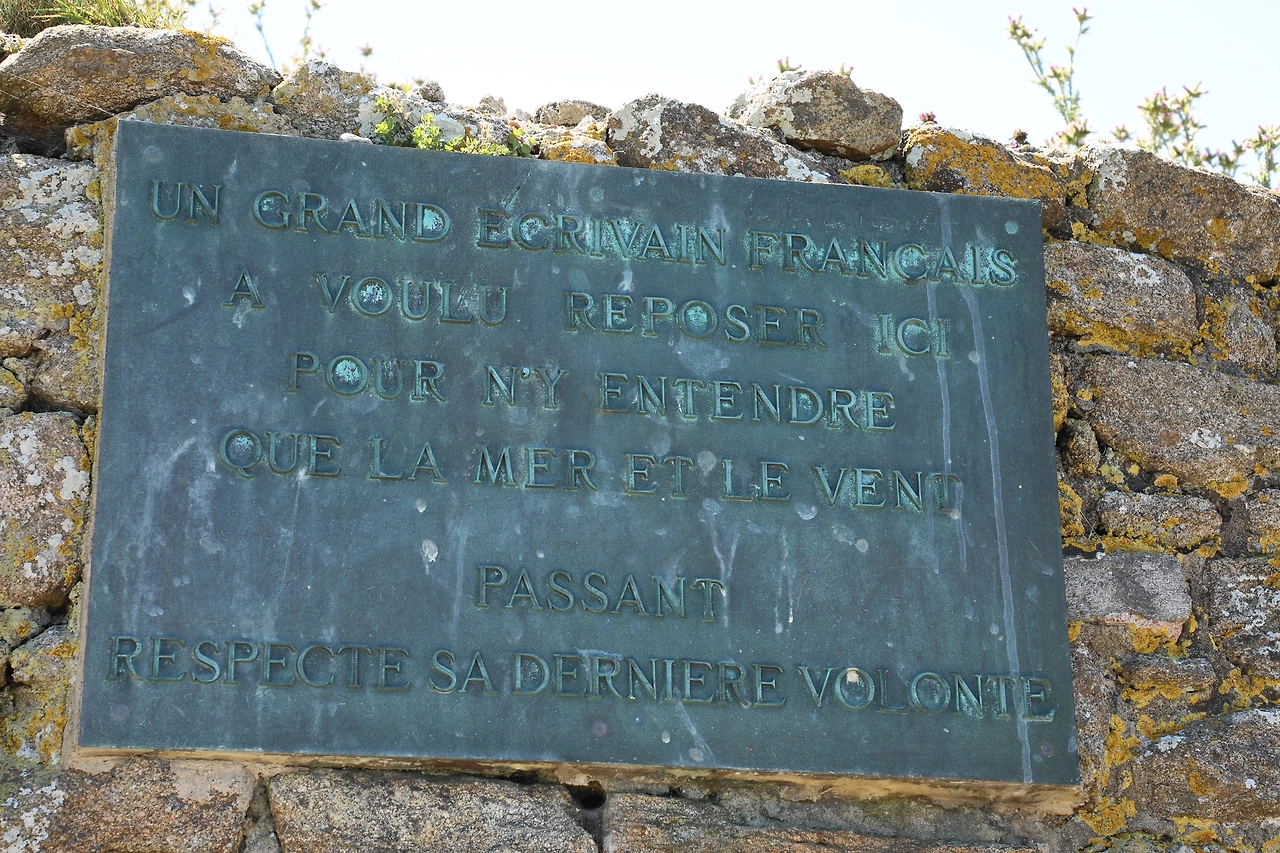 UN GRAND ECRIVAIN FRANÇAIS
A VOULU REPOSER ICI
POUR N'Y ENTENDRE
QUE LA MER ET LE VENT
PASSANT
RESPECTE SA DERNIERE VOLONTE